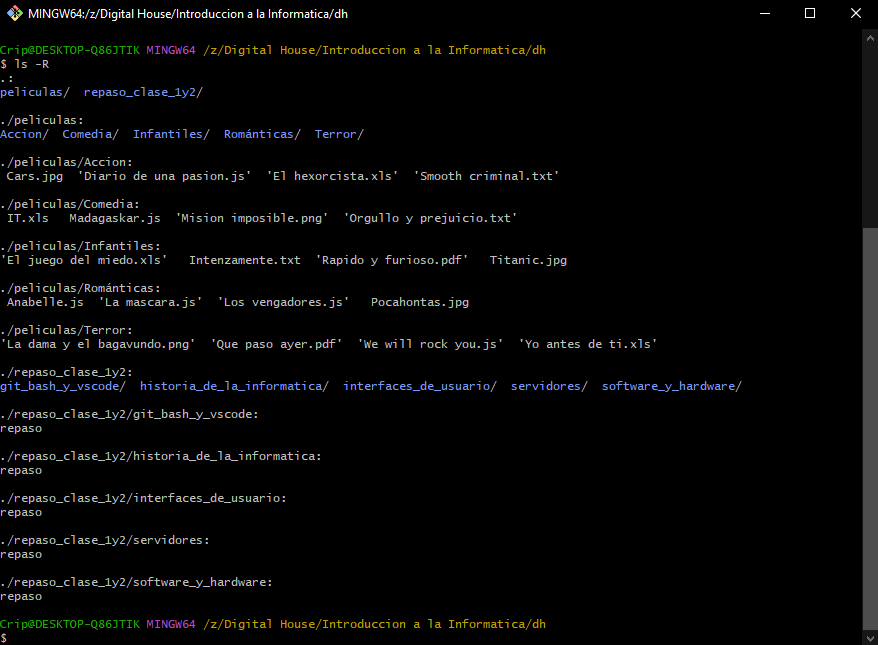 MINGW64:/z/Digital House/Introduccion a la Informatica/dh
Crip@DESKTOP-Q86JTIK MINGW64 /z/Digital House/Introduccion a la Informatica/dh
$ ls -R
.:
peliculas/  repaso_clase_1y2/
./peliculas:
Accion/  Comedia/  Infantiles/  Románticas/  Terror/
./peliculas/Accion:
Cars.jpg  'Diario de una pasion.js'  'El hexorcista.xls'  'Smooth criminal.txt'
./peliculas/Comedia:
IT.xls   Madagaskar.js  'Mision imposible.png'  'Orgullo y prejuicio.txt'
./peliculas/Infantiles:
'El juego del miedo.xls'   Intenzamente.txt  'Rapido y furioso.pdf'   Titanic.jpg
./peliculas/Románticas:
Anabelle.js  'La mascara.js'  'Los vengadores.js'   Pocahontas.jpg
./peliculas/Terror:
'La dama y el bagavundo.png'  'Que paso ayer.pdf'  'We will rock you.js'  'Yo antes de ti.xls'
./repaso_clase_1y2:
git_bash_y_vscode/  historia_de_la_informatica/  interfaces_de_usuario/  servidores/  software_y_hardware/
./repaso_clase_1y2/git_bash_y_vscode:
repaso
./repaso_clase_1y2/historia_de_la_informatica:
repaso
./repaso_clase_1y2/interfaces_de_usuario:
repaso
./repaso_clase_1y2/servidores:
repaso
./repaso_clase_1y2/software_y_hardware:
repaso
Crip@DESKTOP-Q86JTIK MINGW64 /z/Digital House/Introduccion a la Informatica/dh
$